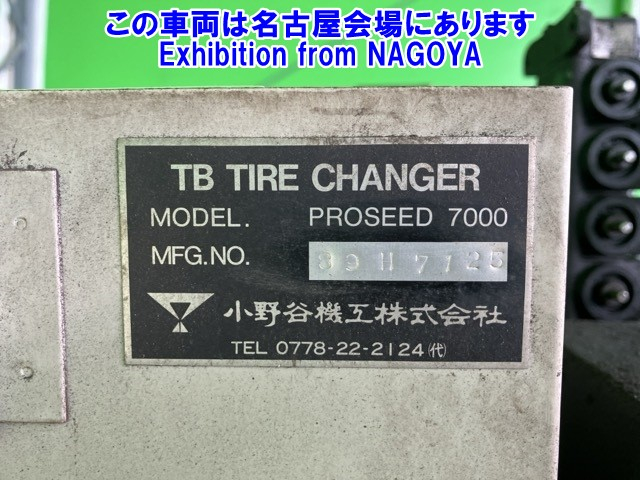 この車両は名古屋会場にあります
Exhibition from NAGOYA
TB TIRE CHANGER
MODEL. PROSEED 7000
MFG.NO. 89H7725
小野谷機工株式会社
TEL 0778-22-2124㈹